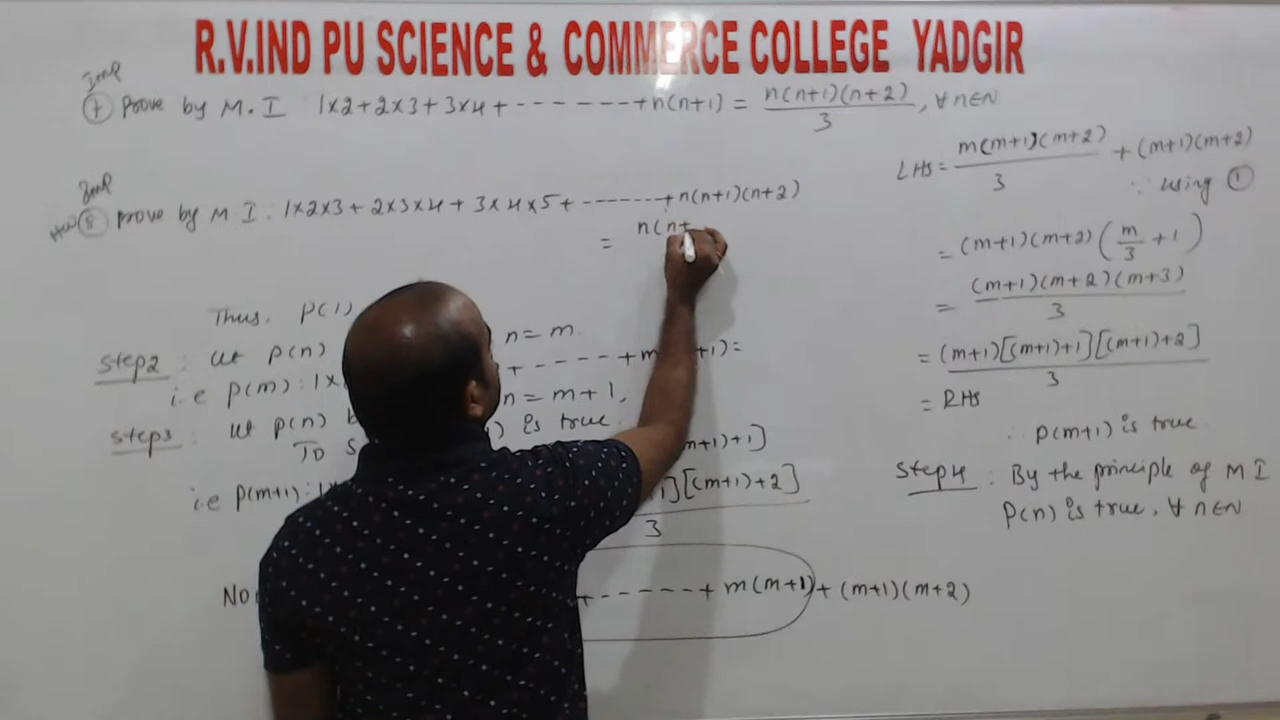 R.V.IND PU SCIENCE & COMMERCE COLLEGE YADGIR
Imp
7 prove by M.I 1×2+2×3+3×4+-------+n(n+1) = n(n+1)(n+2)/3, ∀ n∈N
Imp
HW 8 prove by M I : 1×2×3+2×3×4+3×4×5+-------+n(n+1)(n+2)
= n(n+
Thus, P(1)
Step2 : let P(n) n=m.
i.e P(m) : 1× +-----+m +1)=
Step3 : let P(n) b n=m+1,
TO S ) is true.
m+1)+1]
i.e P(m+1) : 1× 1][(m+1)+2]
3
No +------+m(m+1)+(m+1)(m+2)
LHS = m(m+1)(m+2)/3 + (m+1)(m+2)
∵ using 1
= (m+1)(m+2)(m/3+1)
= (m+1)(m+2)(m+3)/3
= (m+1)[(m+1)+1][(m+1)+2]/3
= RHS
∴ P(m+1) is true
Step4 : By the principle of M I
P(n) is true, ∀ n∈N